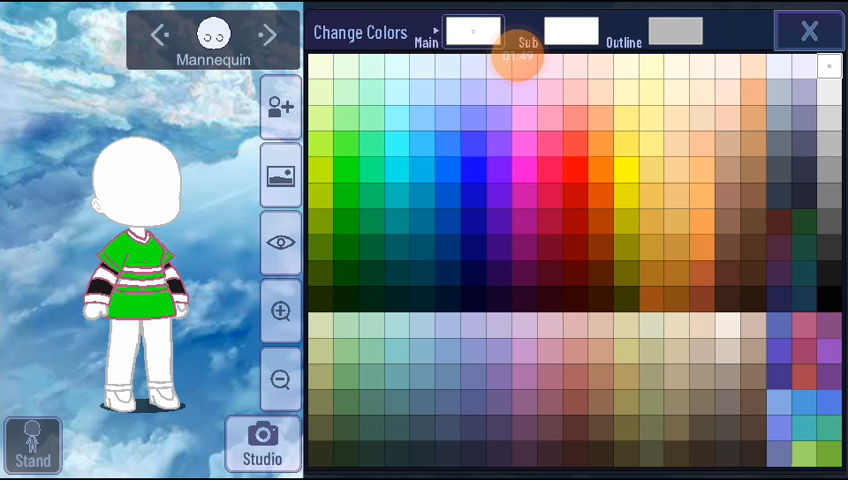 Change Colors
Main
Sub
Outline
X
01:49
Mannequin
Stand
Studio